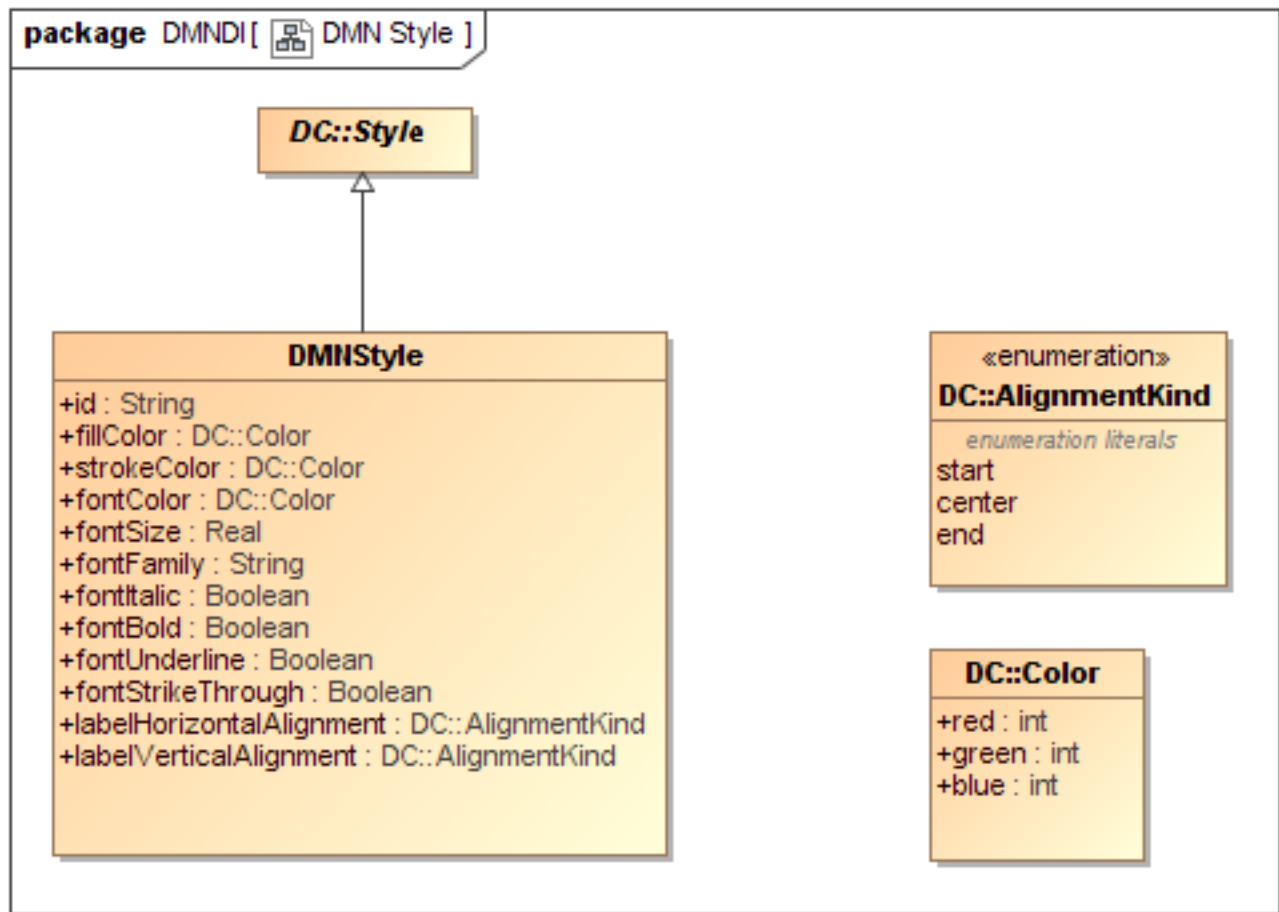 package DMNDI[ DMN Style ]
DC::Style
DMNStyle
+id : String
+fillColor : DC::Color
+strokeColor : DC::Color
+fontColor : DC::Color
+fontSize : Real
+fontFamily : String
+fontItalic : Boolean
+fontBold : Boolean
+fontUnderline : Boolean
+fontStrikeThrough : Boolean
+labelHorizontalAlignment : DC::AlignmentKind
+labelVerticalAlignment : DC::AlignmentKind
«enumeration»
DC::AlignmentKind
enumeration literals
start
center
end
DC::Color
+red : int
+green : int
+blue : int